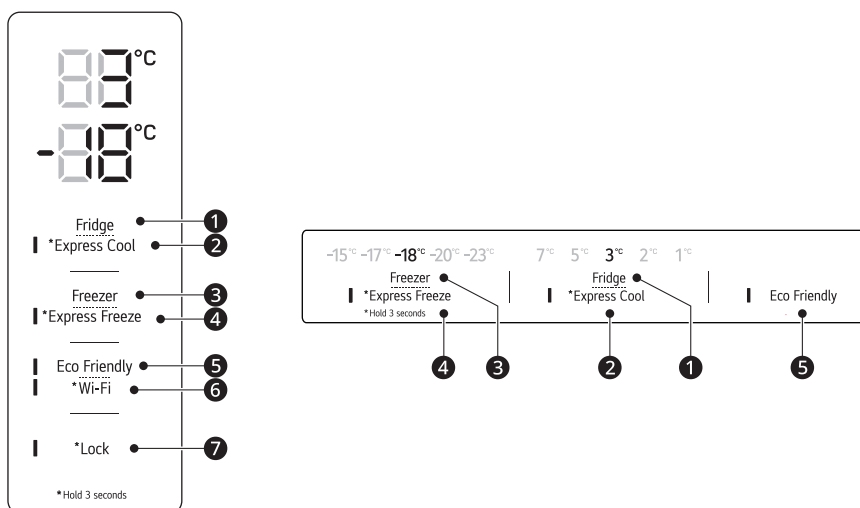 3°C
-18°C
Fridge
*Express Cool
Freezer
*Express Freeze
Eco Friendly
*Wi-Fi
*Lock
*Hold 3 seconds
1
2
3
4
5
6
7
-15°C -17°C -18°C -20°C -23°C
7°C 5°C 3°C 2°C 1°C
Freezer
*Express Freeze
*Hold 3 seconds
Fridge
*Express Cool
Eco Friendly
4
3
2
1
5